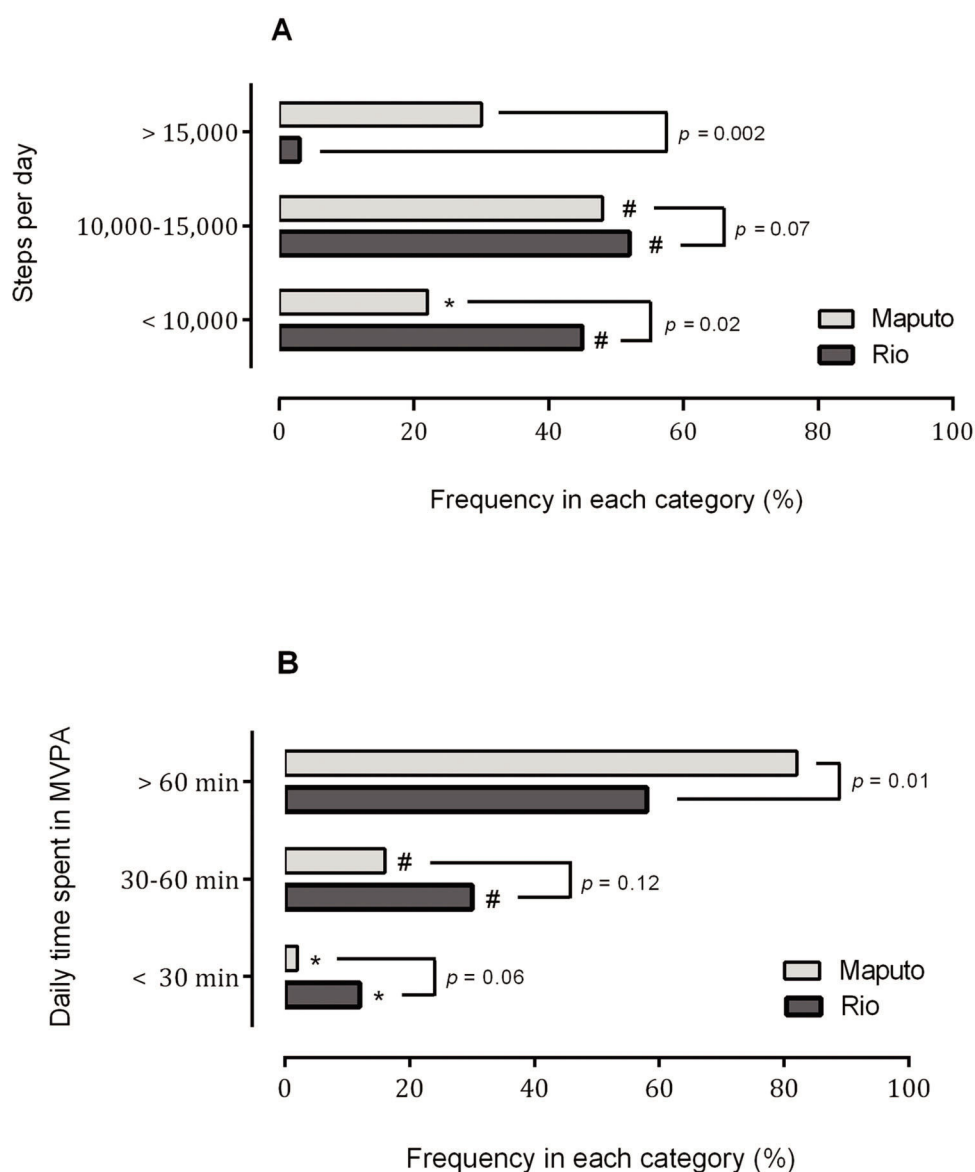 A
Steps per day
> 15,000
p = 0.002
10,000-15,000
#
#
p = 0.07
< 10,000
*
#
p = 0.02
Maputo
Rio
0 20 40 60 80 100
Frequency in each category (%)
B
Daily time spent in MVPA
> 60 min
p = 0.01
30-60 min
#
#
p = 0.12
< 30 min
*
*
p = 0.06
Maputo
Rio
0 20 40 60 80 100
Frequency in each category (%)